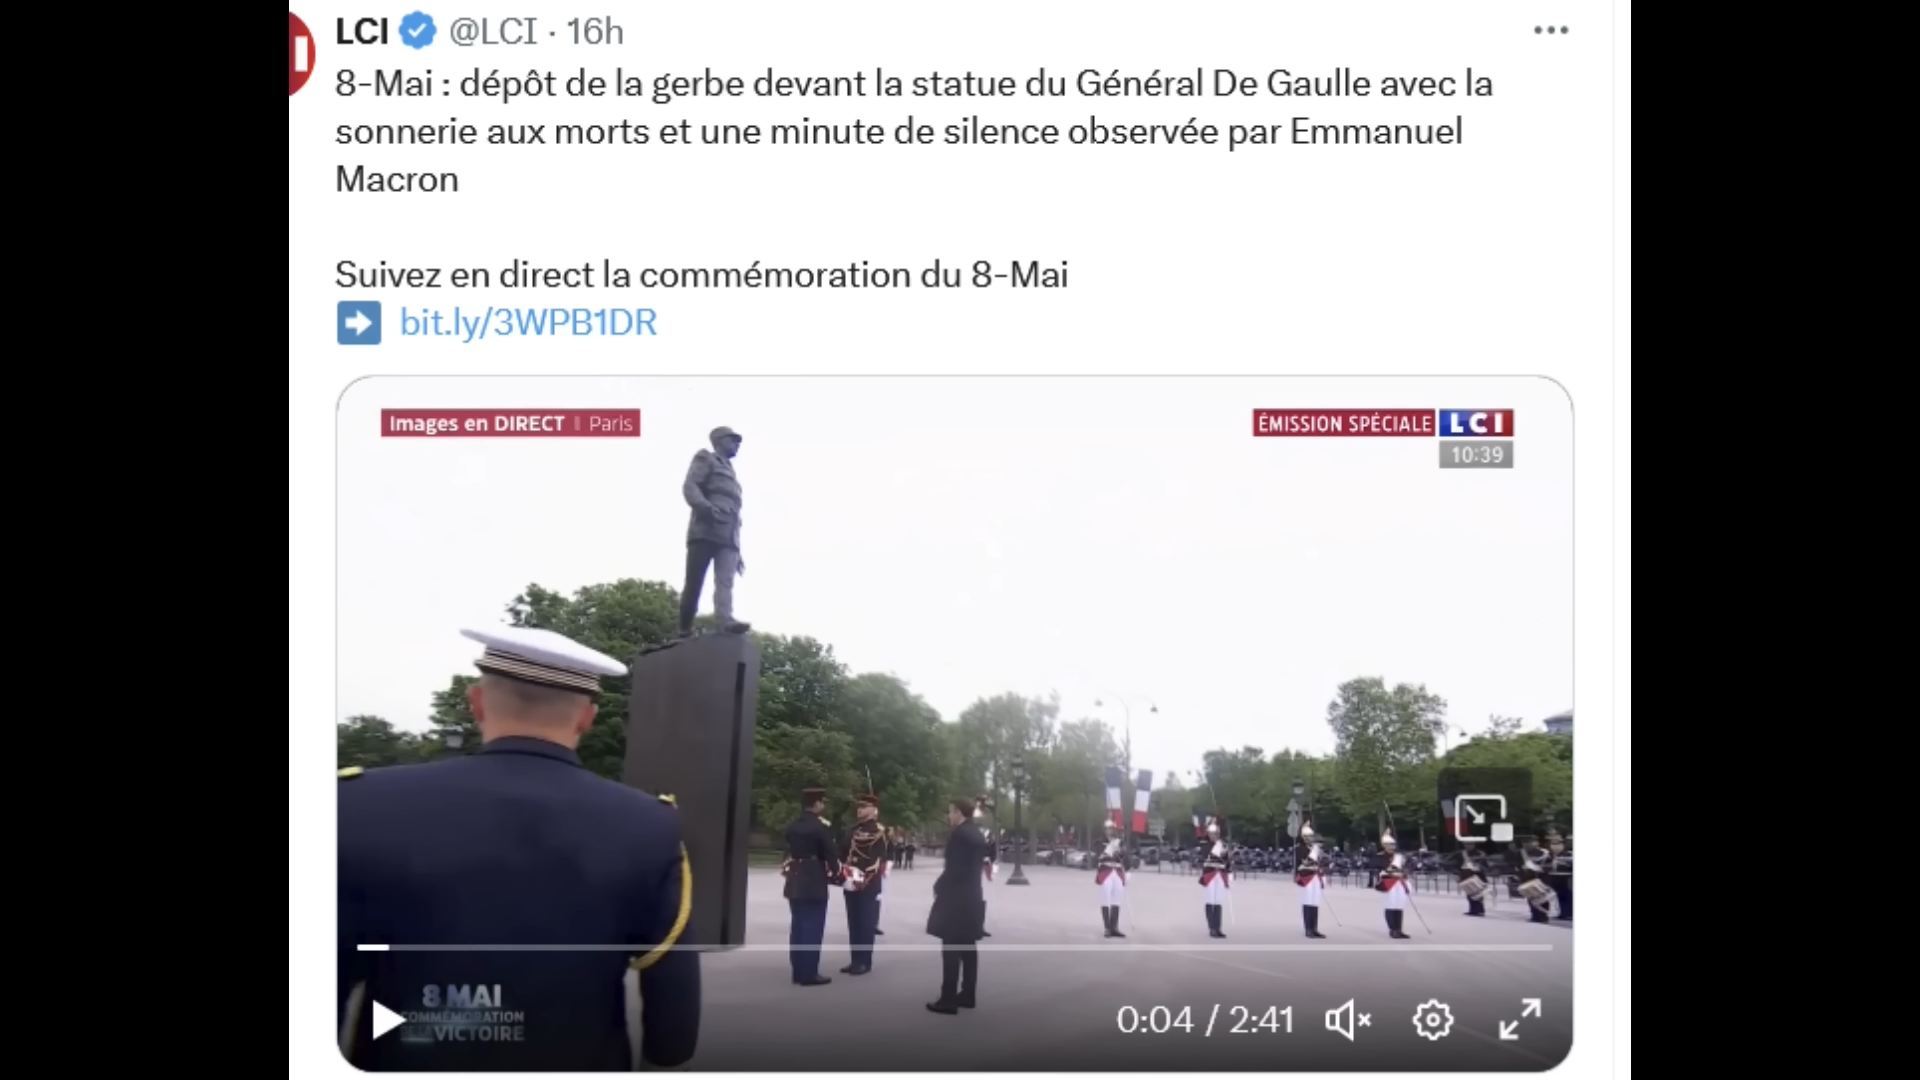 LCI @LCI · 16h
8-Mai : dépôt de la gerbe devant la statue du Général De Gaulle avec la
sonnerie aux morts et une minute de silence observée par Emmanuel
Macron
Suivez en direct la commémoration du 8-Mai
bit.ly/3WPB1DR
Images en DIRECT Paris
ÉMISSION SPÉCIALE LCI
10:39
8 MAI
COMMÉMORATION
DE LA VICTOIRE
0:04 / 2:41